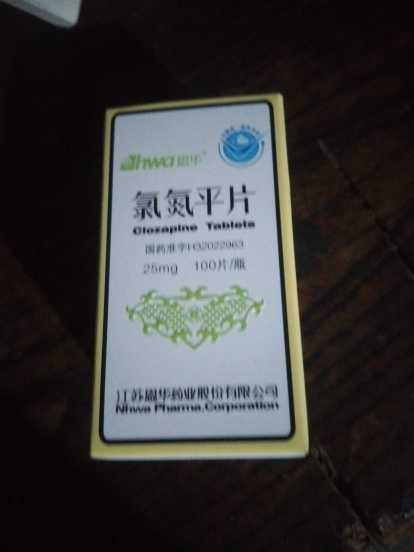 nhwa 恩华
氯氮平片
Clozapine Tablets
国药准字H32022963
25mg 100片/瓶
江苏恩华药业股份有限公司
Nhwa Pharma.Corporation